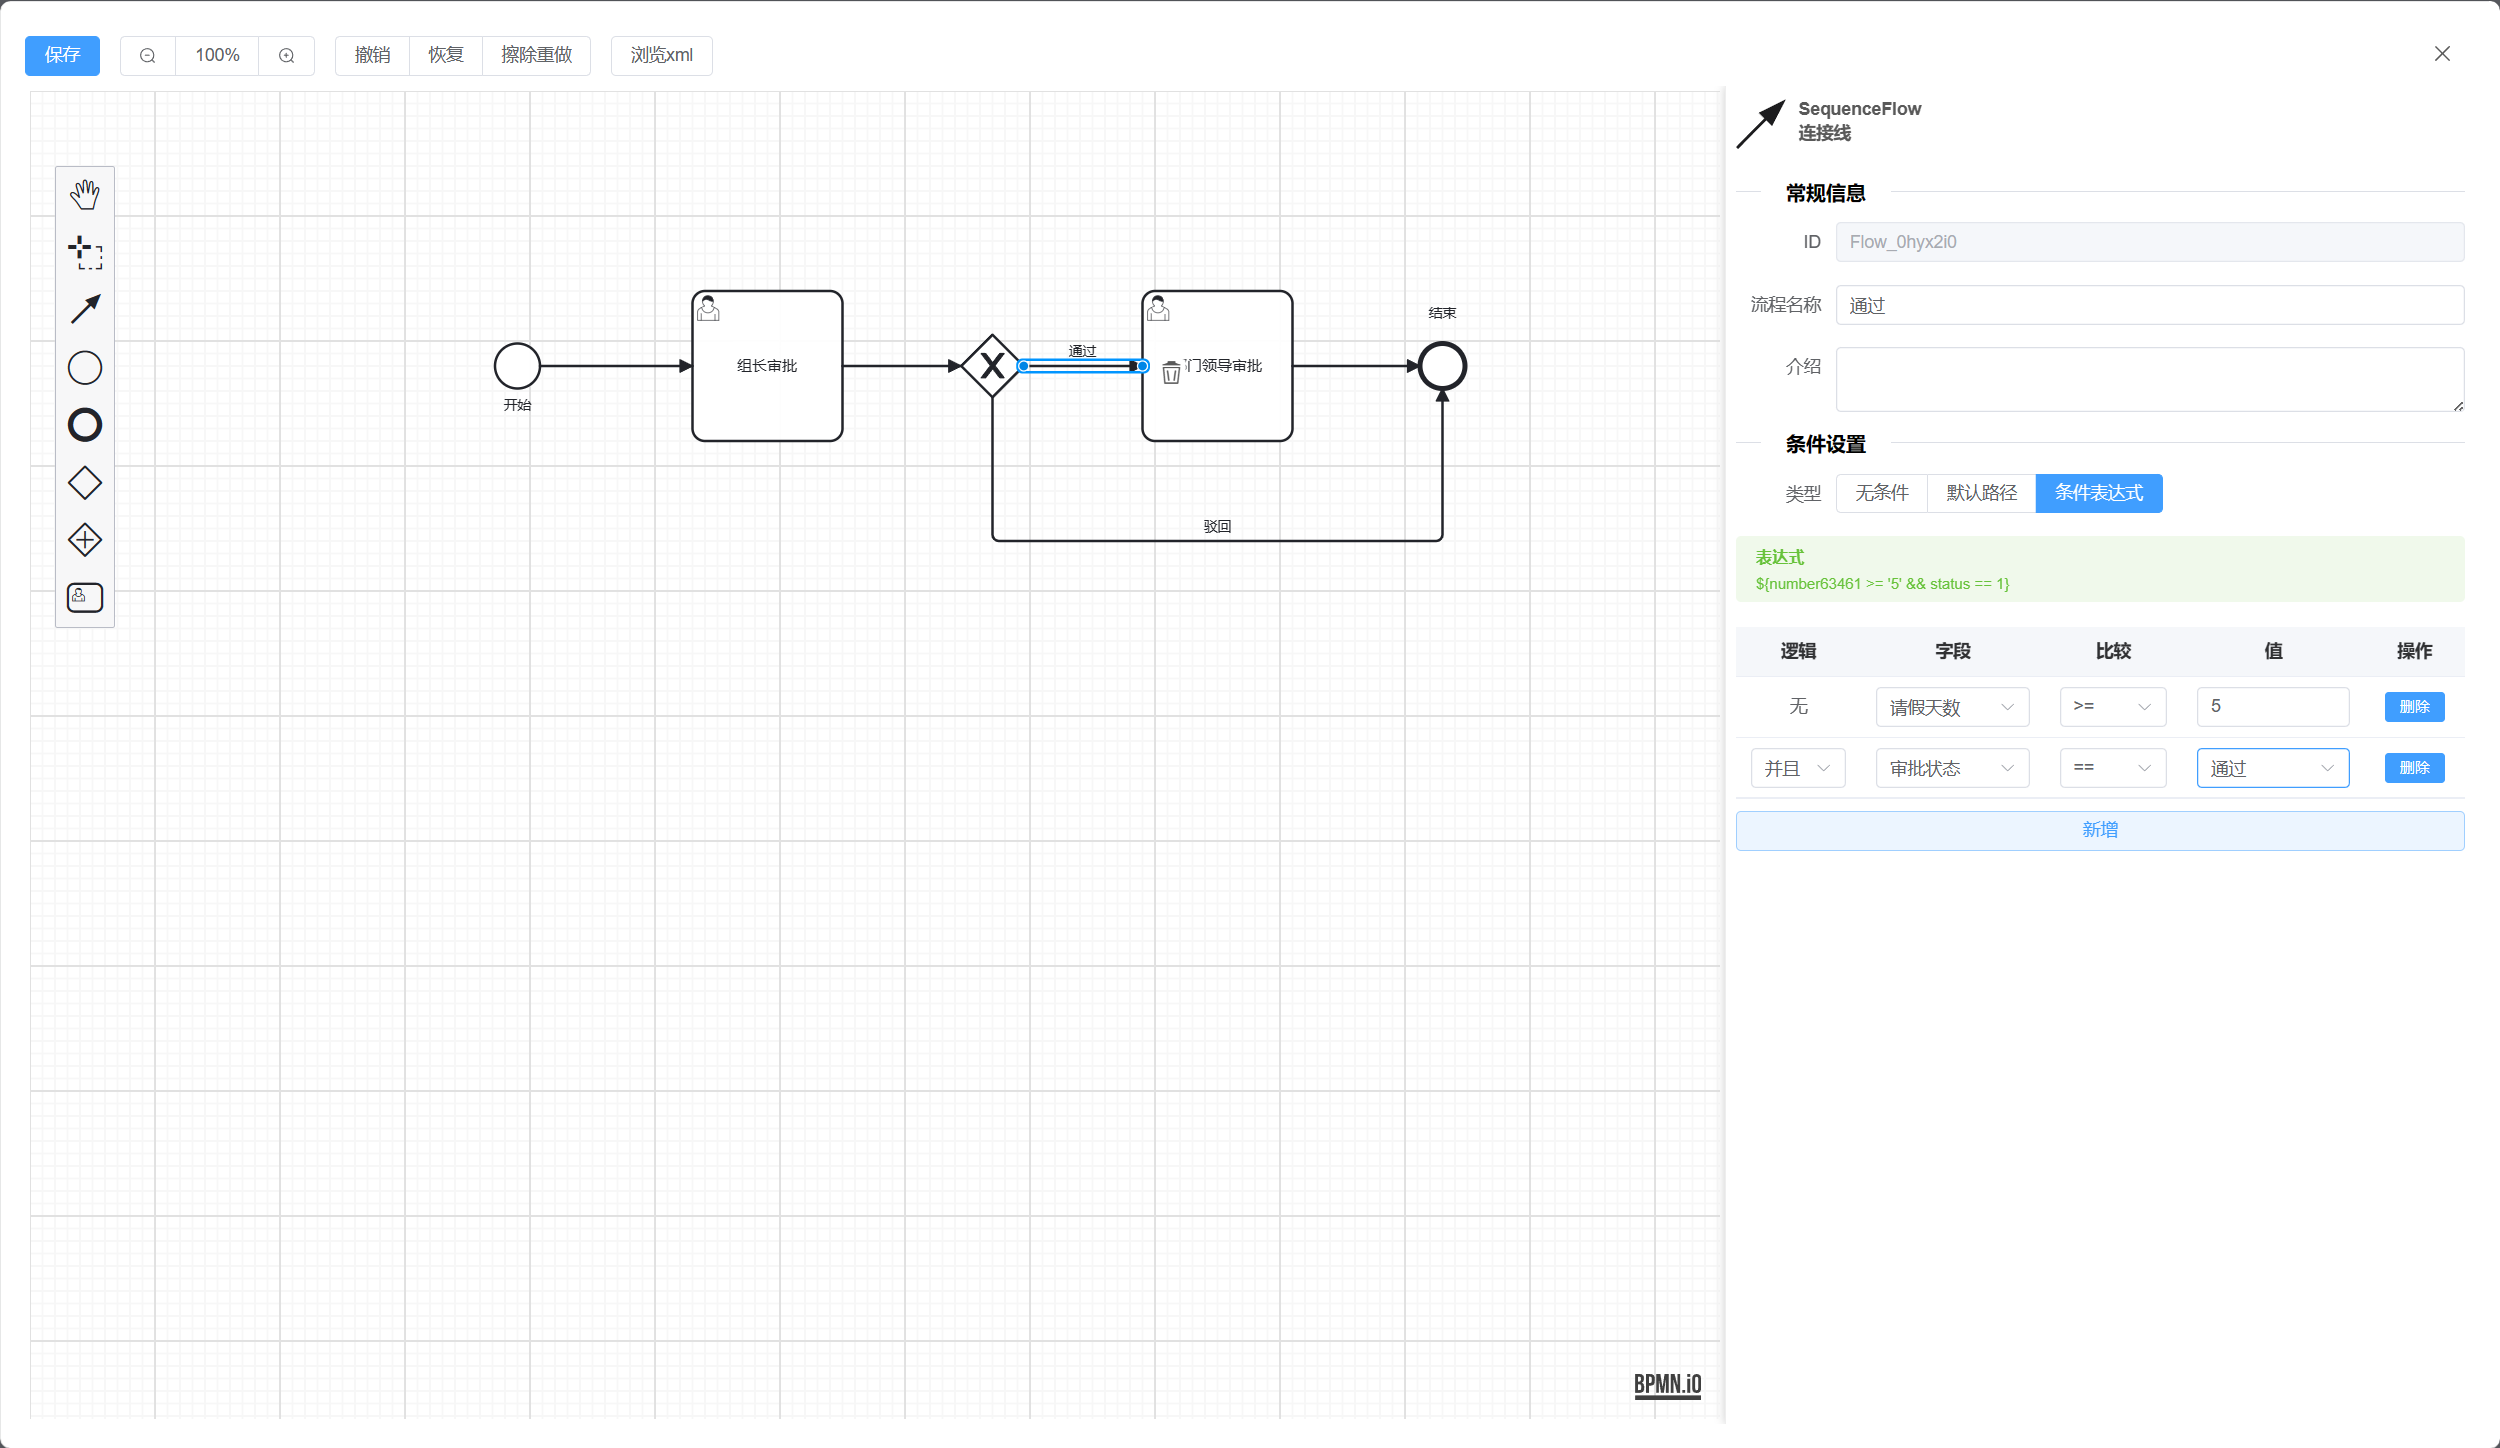 保存
100%
撤销
恢复
擦除重做
浏览xml
开始
组长审批
通过
门领导审批
结束
驳回
BPMN.iO
SequenceFlow
连接线
常规信息
ID
Flow_0hyx2i0
流程名称
通过
介绍
条件设置
类型
无条件
默认路径
条件表达式
表达式
${number63461 >= '5' && status == 1}
逻辑 字段 比较 值 操作
无 请假天数 >= 5 删除
并且 审批状态 == 通过 删除
新增